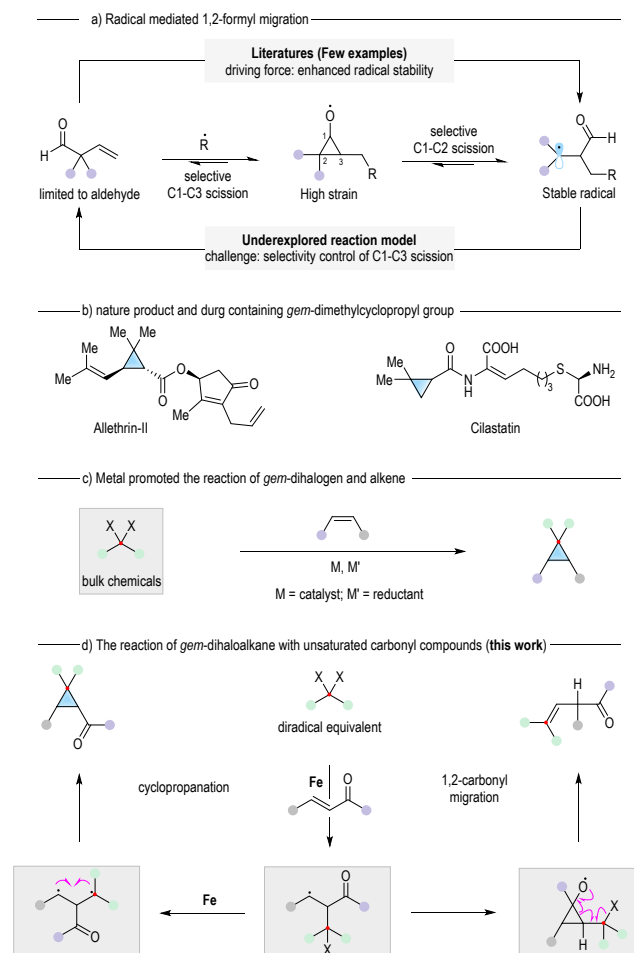 a) Radical mediated 1,2-formyl migration
Literatures (Few examples)
driving force: enhanced radical stability
O
H
limited to aldehyde
Ṙ
selective
C1-C3 scission
Ȯ
1
2
3
R
High strain
selective
C1-C2 scission
O
H
R
Stable radical
Underexplored reaction model
challenge: selectivity control of C1-C3 scission
b) nature product and durg containing gem-dimethylcyclopropyl group
Me Me
Me
Me
O
O
O
Me
Allethrin-II
Me
Me
O
N
H
COOH
S
)3
NH2
COOH
Cilastatin
c) Metal promoted the reaction of gem-dihalogen and alkene
X X
bulk chemicals
M, M'
M = catalyst; M' = reductant
d) The reaction of gem-dihaloalkane with unsaturated carbonyl compounds (this work)
O
X X
diradical equivalent
H
O
cyclopropanation
Fe
O
1,2-carbonyl
migration
O
Fe
O
X
Ȯ
X
H